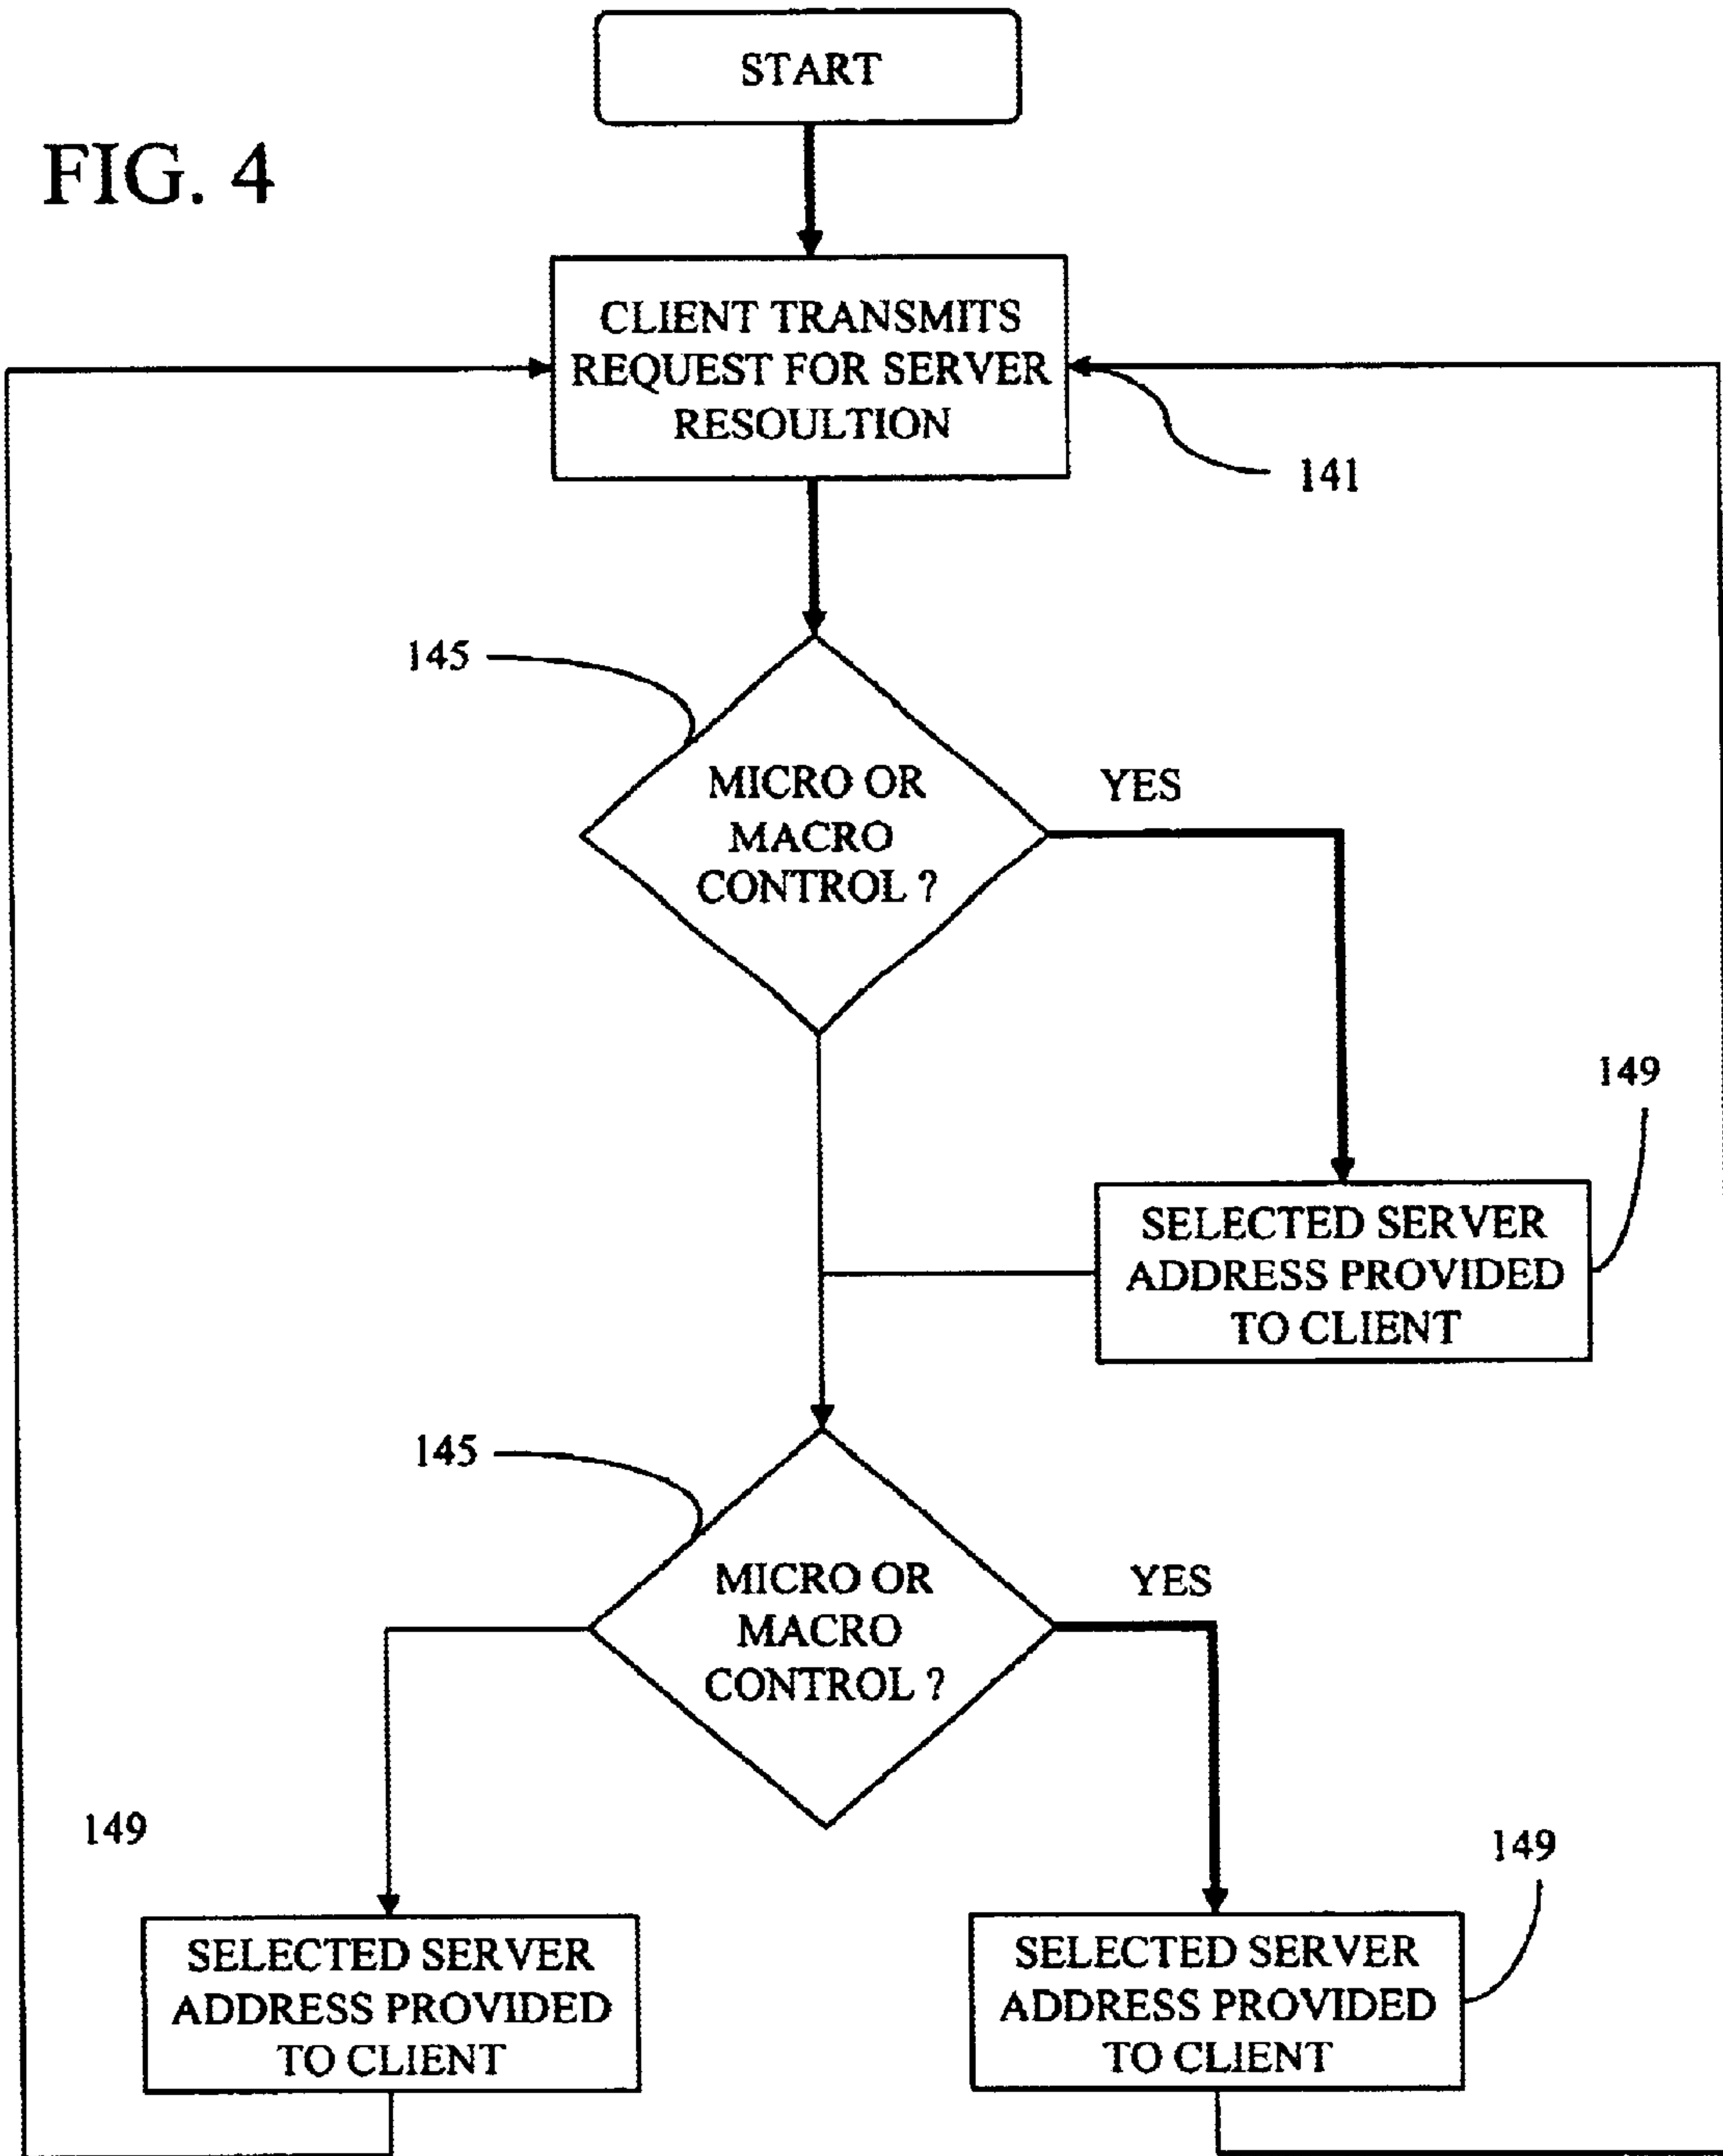 START
FIG. 4
CLIENT TRANSMITS
REQUEST FOR SERVER
RESOULTION
141
145
MICRO OR
MACRO
CONTROL ?
YES
149
SELECTED SERVER
ADDRESS PROVIDED
TO CLIENT
145
MICRO OR
MACRO
CONTROL ?
YES
149
149
SELECTED SERVER
ADDRESS PROVIDED
TO CLIENT
SELECTED SERVER
ADDRESS PROVIDED
TO CLIENT